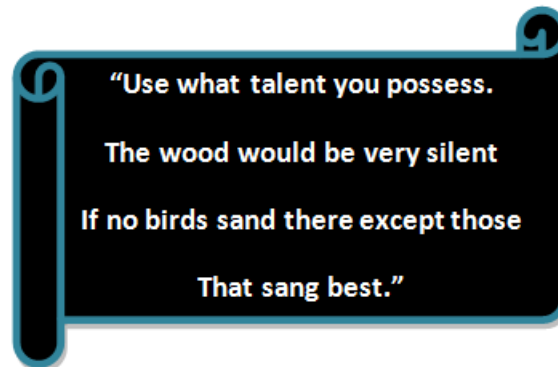 “Use what talent you possess.
The wood would be very silent
If no birds sand there except those
That sang best.”